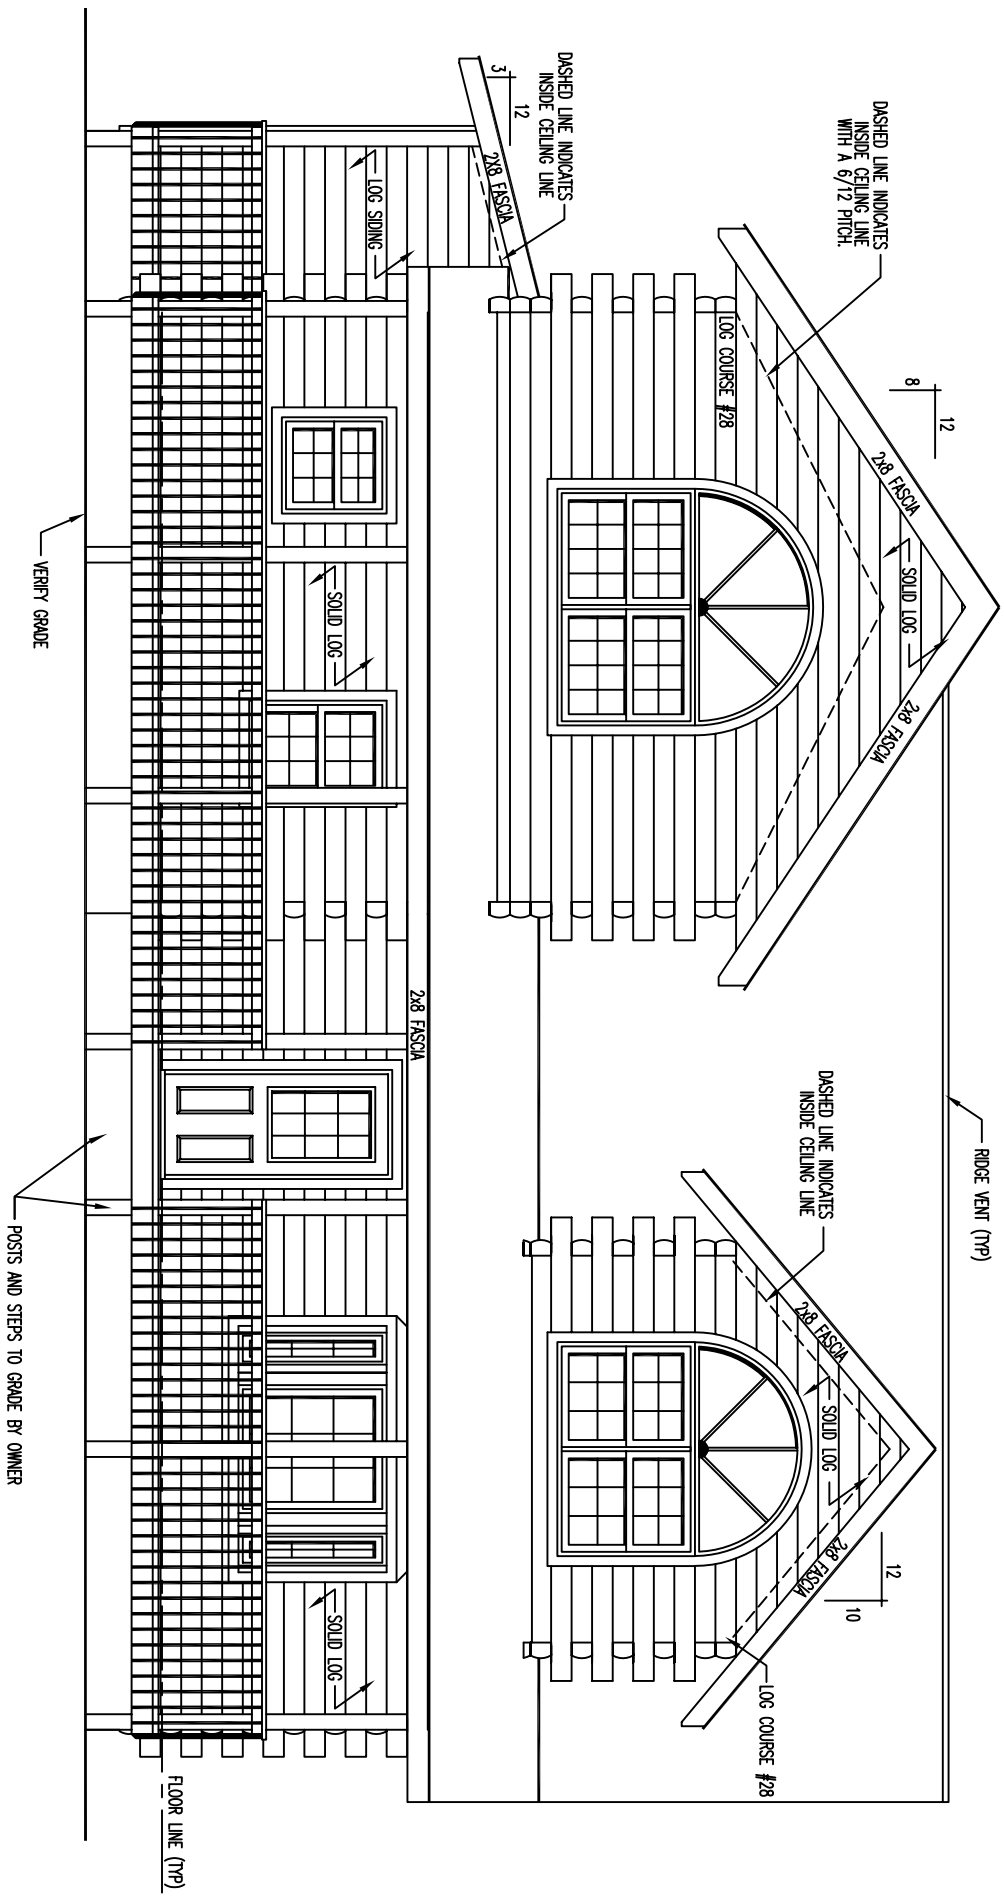 RIDGE VENT (TYP)
12
8
2x8 FASCIA
SOLID LOG
2x8 FASCIA
DASHED LINE INDICATES
INSIDE CEILING LINE
WITH A 6/12 PITCH.
LOG COURSE #28
DASHED LINE INDICATES
INSIDE CEILING LINE
2x8 FASCIA
SOLID LOG
2x8 FASCIA
12
10
LOG COURSE #28
DASHED LINE INDICATES
INSIDE CEILING LINE
12
3
2X8 FASCIA
2x8 FASCIA
LOG SIDING
SOLID LOG
SOLID LOG
FLOOR LINE (TYP)
VERIFY GRADE
POSTS AND STEPS TO GRADE BY OWNER